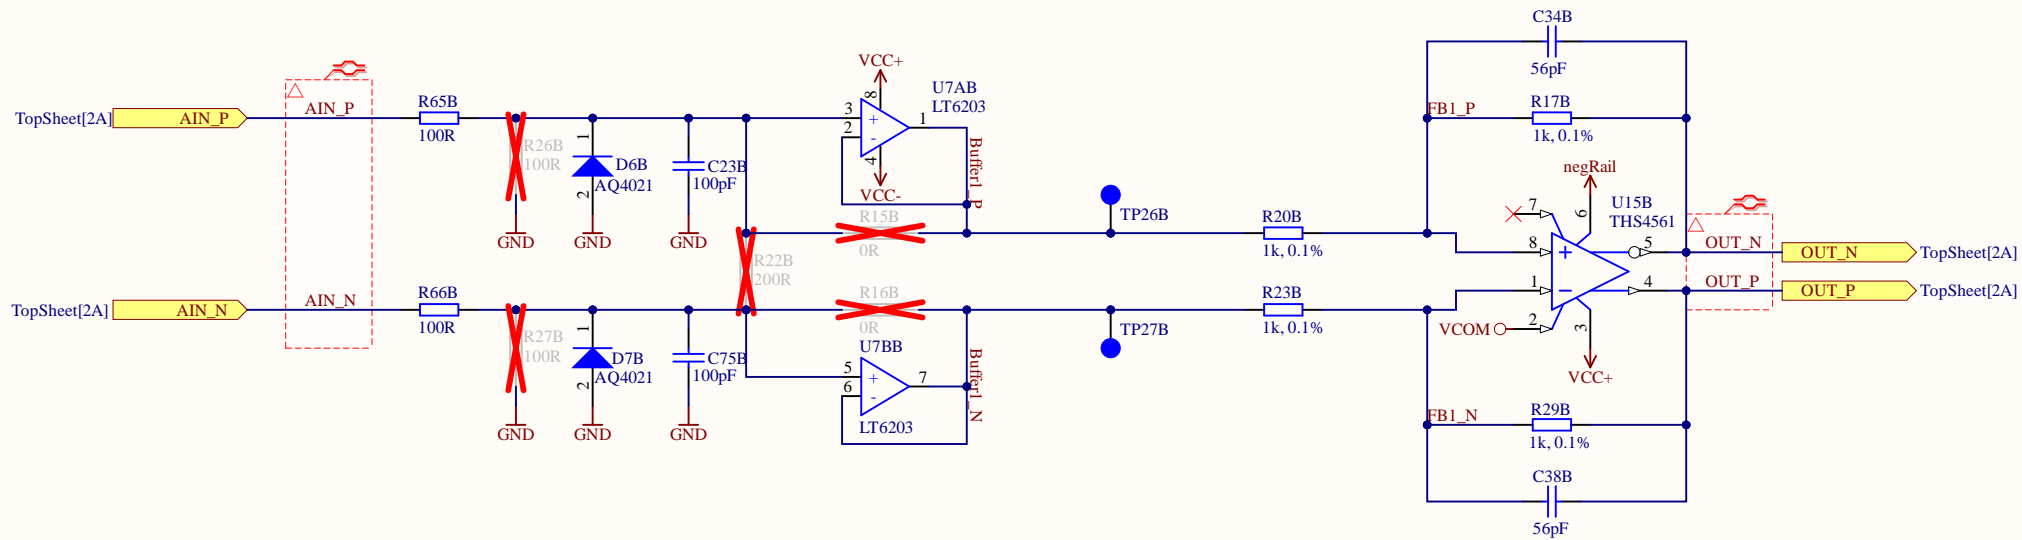 C34B
56pF
VCC+
8
U7AB
LT6203
TopSheet[2A]
AIN_P
AIN_P
R65B
100R
R26B
100R
1
D6B
AQ4021
2
GND
GND
C23B
100pF
GND
3
2
+
-
1
4
VCC-
Buffer1_P
R15B
0R
TP26B
R20B
1k, 0.1%
FB1_P
R17B
1k, 0.1%
negRail
7
6
U15B
THS4561
8
+
5
OUT_N
OUT_N
TopSheet[2A]
1
−
4
OUT_P
OUT_P
TopSheet[2A]
VCOM
2
3
VCC+
R22B
200R
TopSheet[2A]
AIN_N
AIN_N
R66B
100R
R27B
100R
1
D7B
AQ4021
2
GND
GND
C75B
100pF
GND
R16B
0R
U7BB
5
6
+
-
7
LT6203
Buffer1_N
TP27B
R23B
1k, 0.1%
FB1_N
R29B
1k, 0.1%
C38B
56pF